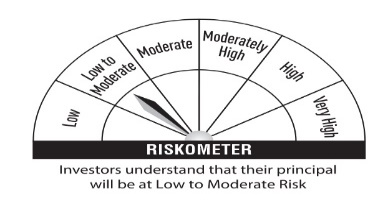 Low
Low to
Moderate
Moderate
Moderately
High
High
Very High
RISKOMETER
Investors understand that their principal
will be at Low to Moderate Risk